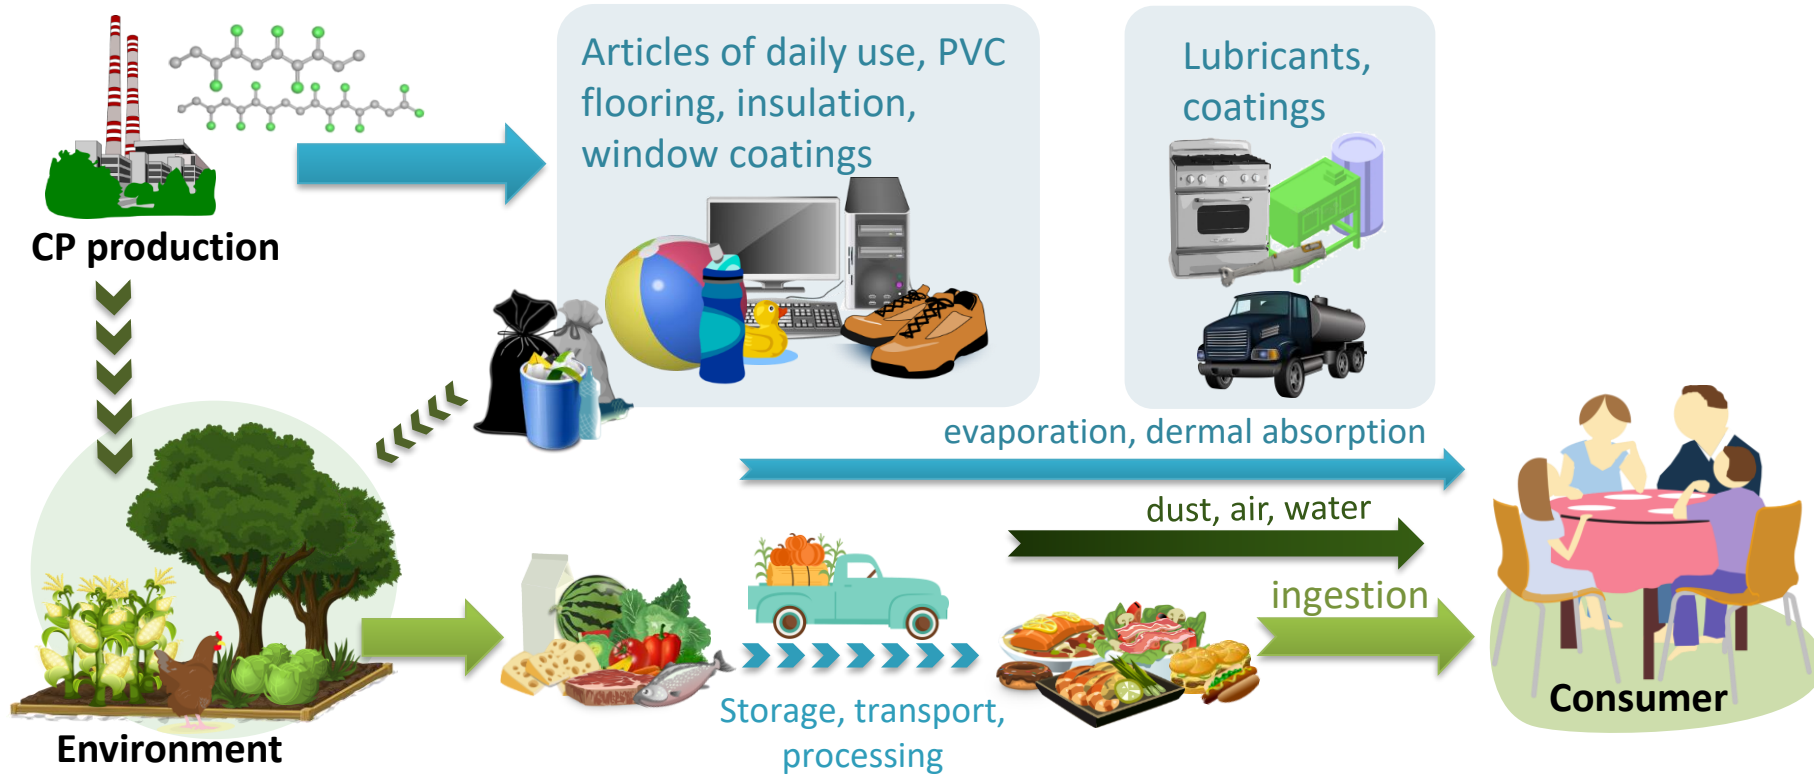 Articles of daily use, PVC
flooring, insulation,
window coatings
Lubricants,
coatings
CP production
evaporation, dermal absorption
dust, air, water
ingestion
Storage, transport,
processing
Environment
Consumer